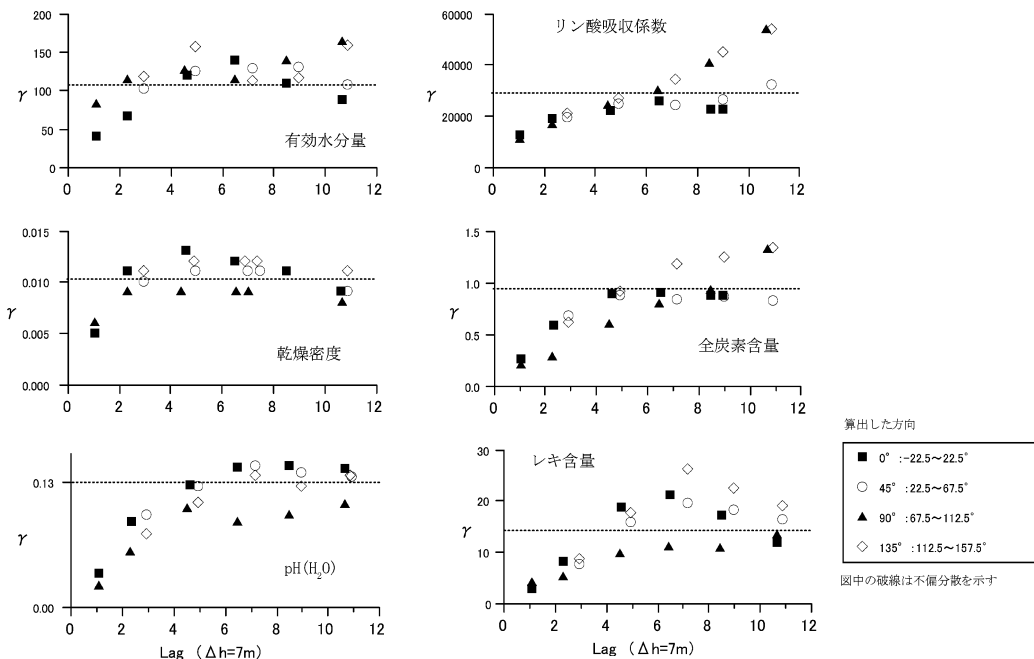 200
150
100
50
0
γ
有効水分量
0 2 4 6 8 10 12
60000
40000
20000
0
γ
リン酸吸収係数
0 2 4 6 8 10 12
0.015
0.010
0.005
0.000
γ
乾燥密度
0 2 4 6 8 10 12
1.5
1.0
0.5
0.0
γ
全炭素含量
0 2 4 6 8 10 12
0.13
0.00
γ
pH(H₂O)
0 2 4 6 8 10 12
Lag （Δh=7m）
40
30
20
10
0
γ
レキ含量
0 2 4 6 8 10 12
Lag （Δh=7m）
算出した方向
0° :-22.5～22.5°
45° :22.5～67.5°
90° :67.5～112.5°
135° :112.5～157.5°
図中の破線は不偏分散を示す